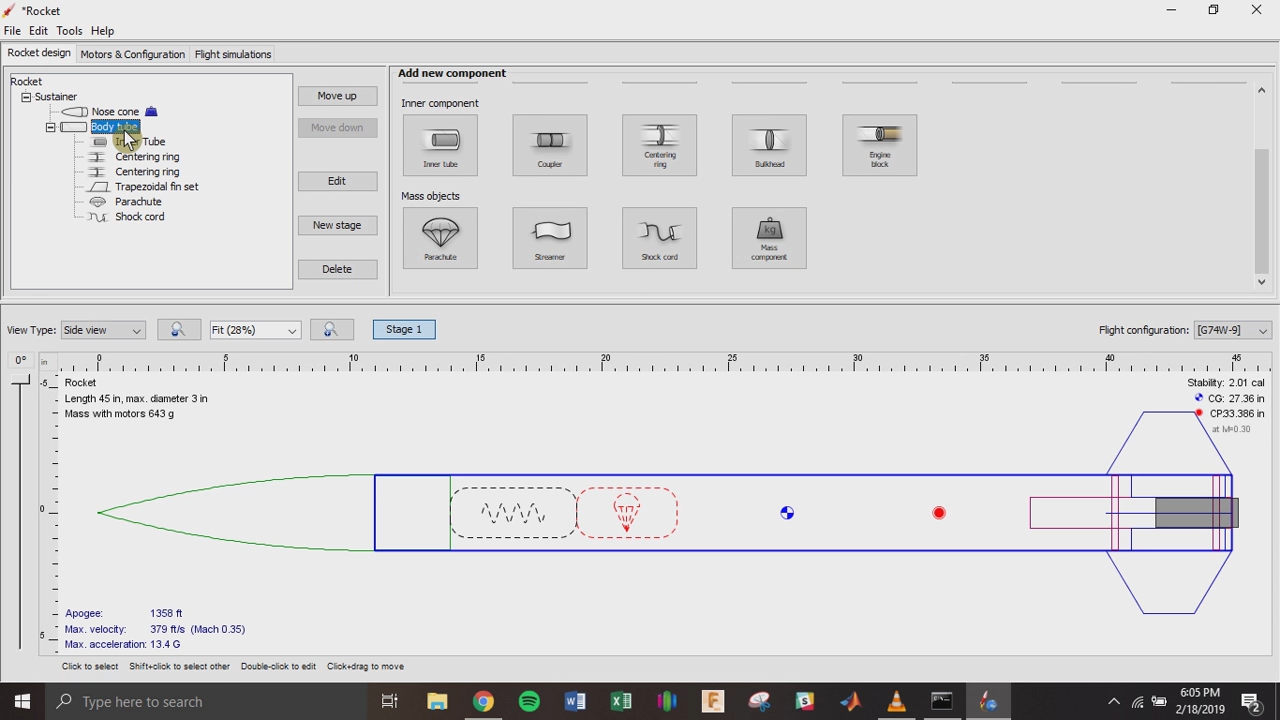 *Rocket
File Edit Tools Help
Rocket design Motors & Configuration Flight simulations
Rocket
Sustainer
Nose cone
Body tube
Tube
Centering ring
Centering ring
Trapezoidal fin set
Parachute
Shock cord
Move up
Move down
Edit
New stage
Delete
Add new component
Inner component
Inner tube
Coupler
Centering
ring
Bulkhead
Engine
block
Mass objects
Parachute
Streamer
Shock cord
kg
Mass
component
View Type: Side view Fit (28%) Stage 1 Flight configuration: [G74W-9]
0° in 0 5 10 15 20 25 30 35 40 45
-5
0
5
Rocket
Length 45 in, max. diameter 3 in
Mass with motors 643 g
Stability: 2.01 cal
CG: 27.36 in
CP:33.386 in
at M=0.30
Apogee: 1358 ft
Max. velocity: 379 ft/s (Mach 0.35)
Max. acceleration: 13.4 G
Click to select Shift+click to select other Double-click to edit Click+drag to move
Type here to search
6:05 PM
2/18/2019
2